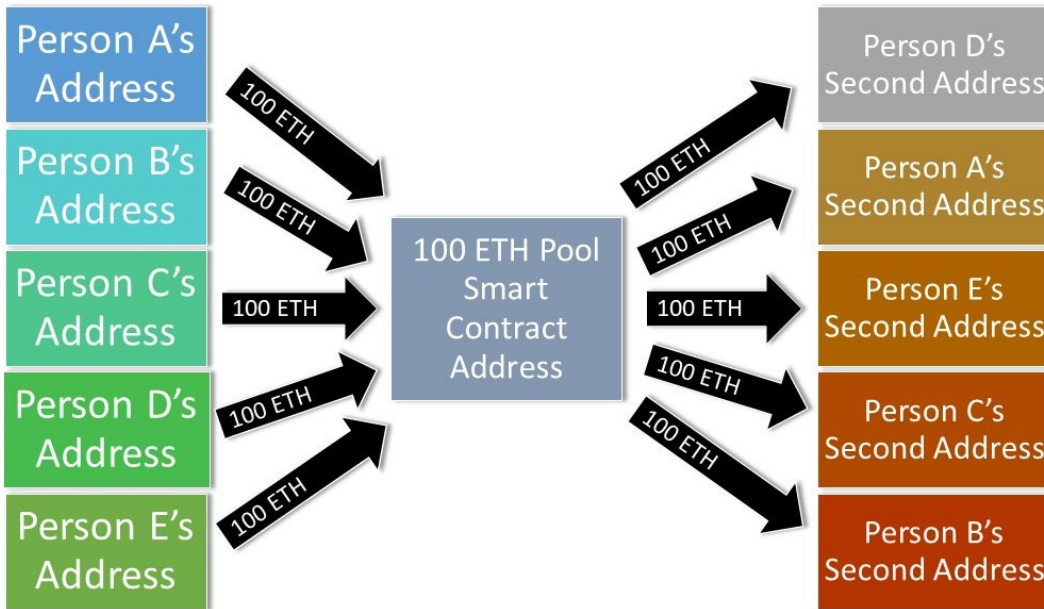 Person A's
Address
Person B's
Address
Person C's
Address
Person D's
Address
Person E's
Address
100 ETH
100 ETH
100 ETH
100 ETH
100 ETH
100 ETH Pool
Smart
Contract
Address
100 ETH
100 ETH
100 ETH
100 ETH
100 ETH
Person D's
Second Address
Person A's
Second Address
Person E's
Second Address
Person C's
Second Address
Person B's
Second Address